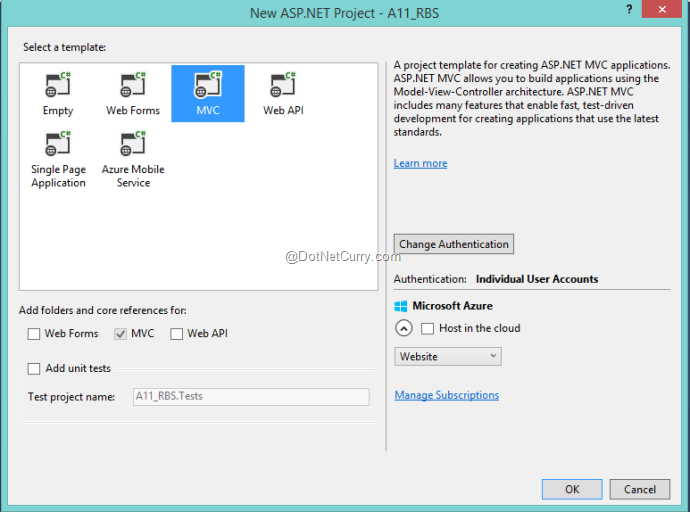 New ASP.NET Project - A11_RBS
?
Select a template:
C#
C#
C#
C#
Empty
Web Forms
MVC
Web API
C#
C#
Single Page
Application
Azure Mobile
Service
A project template for creating ASP.NET MVC applications.
ASP.NET MVC allows you to build applications using the
Model-View-Controller architecture. ASP.NET MVC
includes many features that enable fast, test-driven
development for creating applications that use the latest
standards.
Learn more
Change Authentication
@DotNetCurry.com
Authentication: Individual User Accounts
Microsoft Azure
Host in the cloud
Website
Manage Subscriptions
Add folders and core references for:
Web Forms
MVC
Web API
Add unit tests
Test project name:
A11_RBS.Tests
OK
Cancel